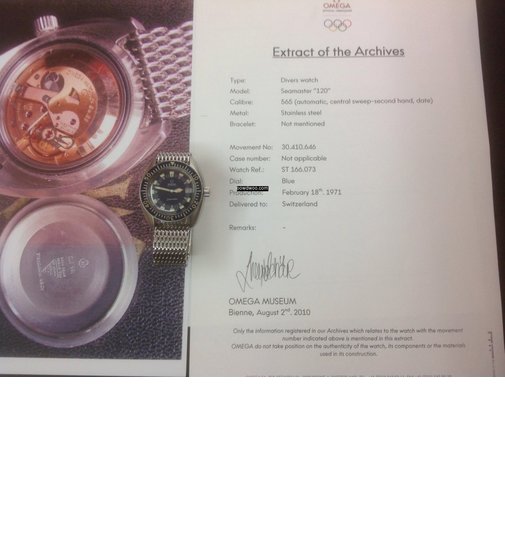 OMEGA
Extract of the Archives
Type: Divers watch
Model: Seamaster "120"
Calibre: 565 (automatic, central sweep-second hand, date)
Metal: Stainless steel
Bracelet: Not mentioned
Movement No: 30.410.646
Case number: Not applicable
Watch Ref.: ST 166.073
Dial: Blue
zowdwoo.com
Production: February 18th. 1971
Delivered to: Switzerland
Remarks: -
OMEGA MUSEUM
Bienne, August 2nd. 2010
Only the information registered in our Archives which relates to the watch with the movement
number indicated above is mentioned in this extract.
OMEGA do not take position on the authenticity of the watch, its components or the materials
used in its construction.